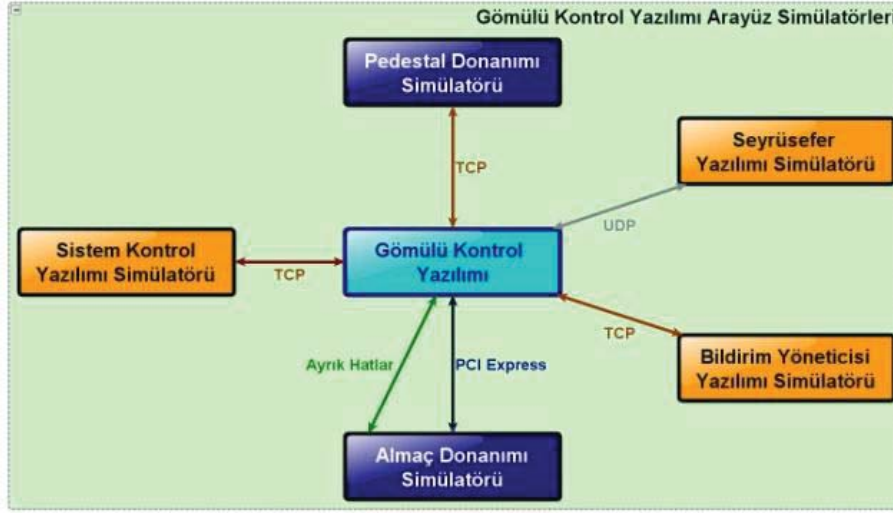 Gömülü Kontrol Yazılımı Arayüz Simülatörleri
Pedestal Donanımı
Simülatörü
Seyrüsefer
Yazılımı Simülatörü
TCP
UDP
Sistem Kontrol
Yazılımı Simülatörü
TCP
Gömülü Kontrol
Yazılımı
TCP
Bildirim Yöneticisi
Yazılımı Simülatörü
Ayrık Hatlar
PCI Express
Almaç Donanımı
Simülatörü